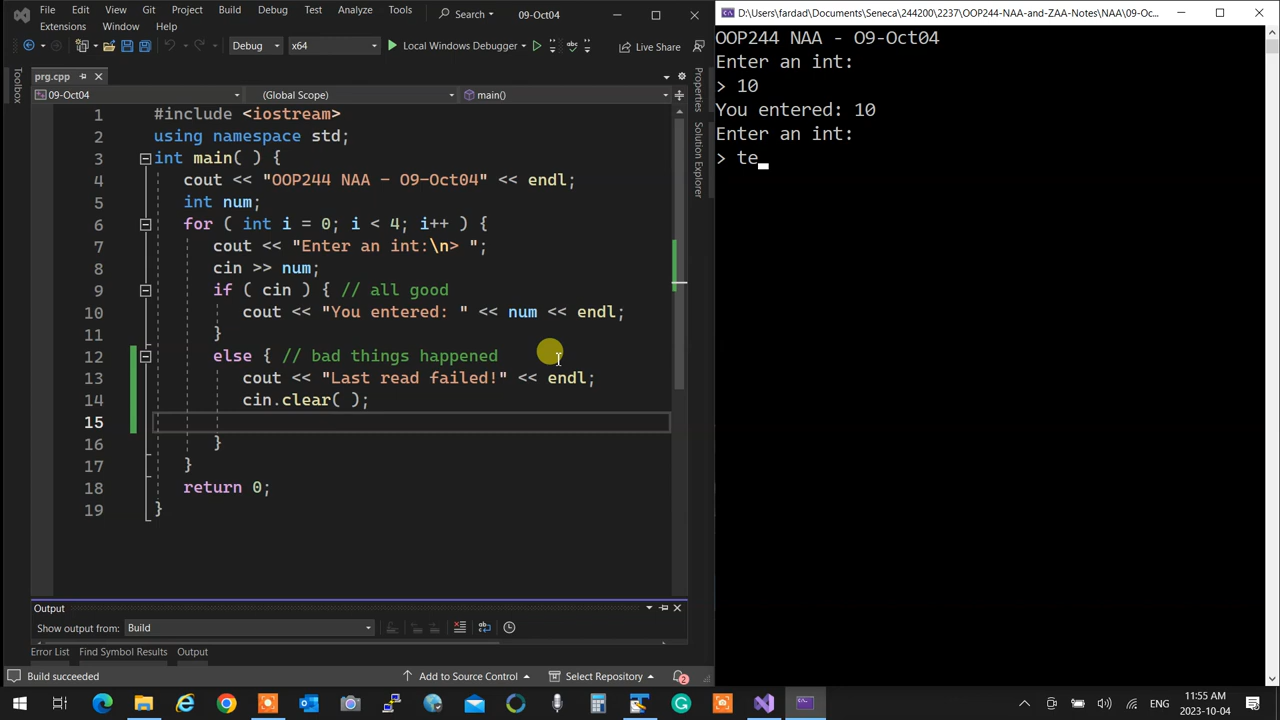 File Edit View Git Project Build Debug Test Analyze Tools Search 09-Oct04
Extensions Window Help
Debug x64 Local Windows Debugger Live Share
prg.cpp
09-Oct04 (Global Scope) main()
Toolbox
Properties
Solution Explorer
1 #include <iostream>
2 using namespace std;
3 int main( ) {
4 cout << "OOP244 NAA - O9-Oct04" << endl;
5 int num;
6 for ( int i = 0; i < 4; i++ ) {
7 cout << "Enter an int:\n> ";
8 cin >> num;
9 if ( cin ) { // all good
10 cout << "You entered: " << num << endl;
11 }
12 else { // bad things happened
13 cout << "Last read failed!" << endl;
14 cin.clear( );
15
16 }
17 }
18 return 0;
19 }
Output
Show output from: Build
Error List Find Symbol Results Output
Build succeeded Add to Source Control Select Repository 2
D:\Users\fardad\Documents\Seneca\244200\2237\OOP244-NAA-and-ZAA-Notes\NAA\09-Oc...
OOP244 NAA - O9-Oct04
Enter an int:
> 10
You entered: 10
Enter an int:
> te
ENG 11:55 AM
2023-10-04